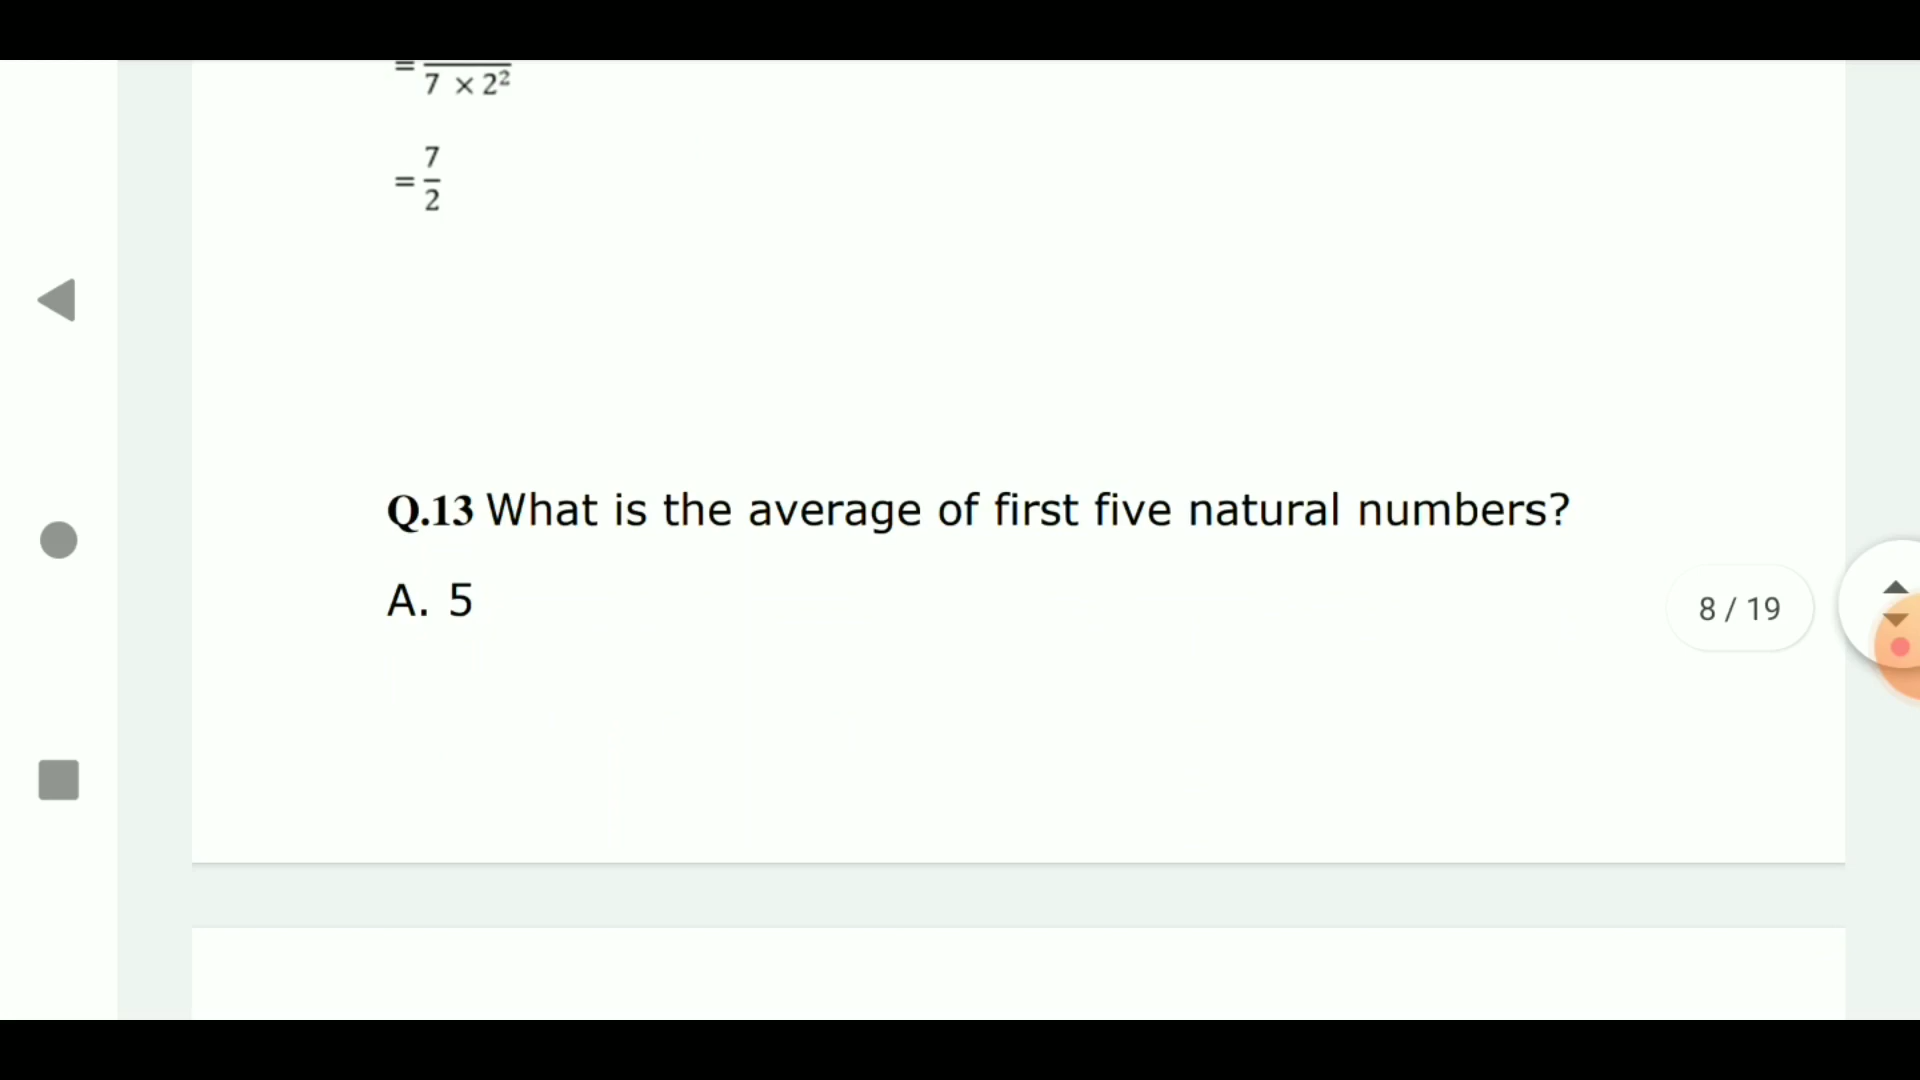 = 7 × 2²
= 7/2
Q.13 What is the average of first five natural numbers?
A. 5
8 / 19